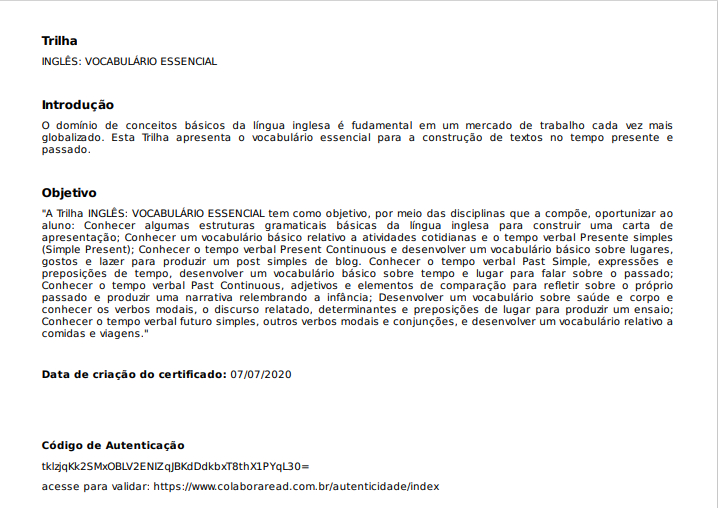 Trilha
INGLÊS: VOCABULÁRIO ESSENCIAL
Introdução
O domínio de conceitos básicos da língua inglesa é fudamental em um mercado de trabalho cada vez mais
globalizado. Esta Trilha apresenta o vocabulário essencial para a construção de textos no tempo presente e
passado.
Objetivo
"A Trilha INGLÊS: VOCABULÁRIO ESSENCIAL tem como objetivo, por meio das disciplinas que a compõe, oportunizar ao
aluno: Conhecer algumas estruturas gramaticais básicas da língua inglesa para construir uma carta de
apresentação; Conhecer um vocabulário básico relativo a atividades cotidianas e o tempo verbal Presente simples
(Simple Present); Conhecer o tempo verbal Present Continuous e desenvolver um vocabulário básico sobre lugares,
gostos e lazer para produzir um post simples de blog. Conhecer o tempo verbal Past Simple, expressões e
preposições de tempo, desenvolver um vocabulário básico sobre tempo e lugar para falar sobre o passado;
Conhecer o tempo verbal Past Continuous, adjetivos e elementos de comparação para refletir sobre o próprio
passado e produzir uma narrativa relembrando a infância; Desenvolver um vocabulário sobre saúde e corpo e
conhecer os verbos modais, o discurso relatado, determinantes e preposições de lugar para produzir um ensaio;
Conhecer o tempo verbal futuro simples, outros verbos modais e conjunções, e desenvolver um vocabulário relativo a
comidas e viagens."
Data de criação do certificado: 07/07/2020
Código de Autenticação
tklzjqKk2SMxOBLV2ENIZqJBKdDdkbxT8thX1PYqL30=
acesse para validar: https://www.colaboraread.com.br/autenticidade/index